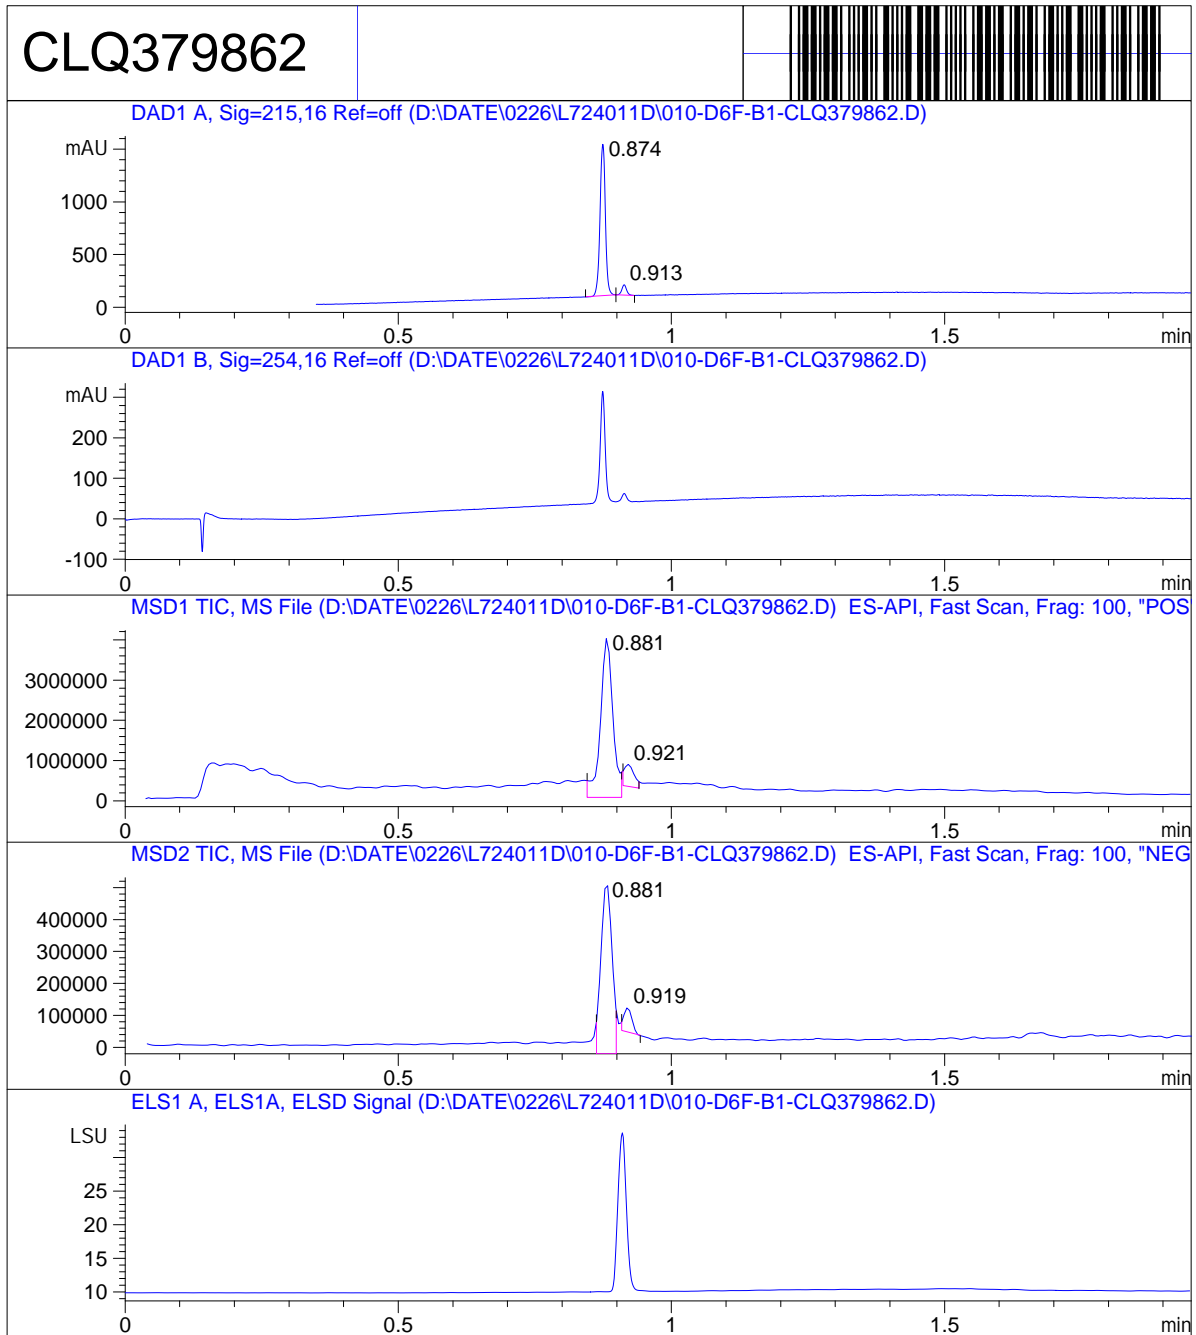 CLQ379862
DAD1 A, Sig=215,16 Ref=off (D:\DATE\0226\L724011D\010-D6F-B1-CLQ379862.D)
mAU
1000
500
0
0.874
0.913
0 0.5 1 1.5 min
DAD1 B, Sig=254,16 Ref=off (D:\DATE\0226\L724011D\010-D6F-B1-CLQ379862.D)
mAU
200
100
0
-100
0 0.5 1 1.5 min
MSD1 TIC, MS File (D:\DATE\0226\L724011D\010-D6F-B1-CLQ379862.D) ES-API, Fast Scan, Frag: 100, "POS
3000000
2000000
1000000
0
0.881
0.921
0 0.5 1 1.5 min
MSD2 TIC, MS File (D:\DATE\0226\L724011D\010-D6F-B1-CLQ379862.D) ES-API, Fast Scan, Frag: 100, "NEG
400000
300000
200000
100000
0
0.881
0.919
0 0.5 1 1.5 min
ELS1 A, ELS1A, ELSD Signal (D:\DATE\0226\L724011D\010-D6F-B1-CLQ379862.D)
LSU
25
20
15
10
0 0.5 1 1.5 min